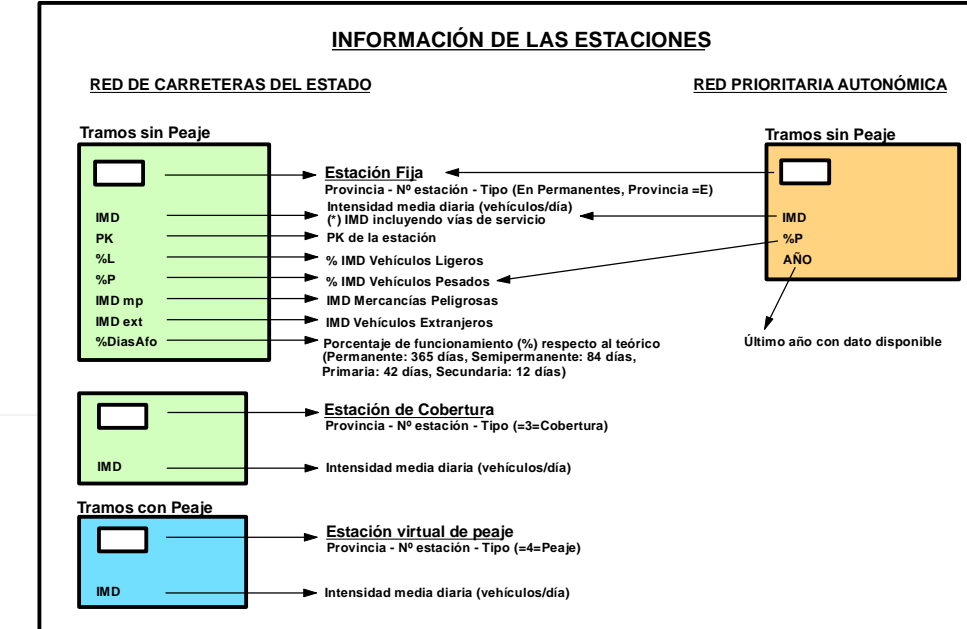 INFORMACIÓN DE LAS ESTACIONES
RED DE CARRETERAS DEL ESTADO
RED PRIORITARIA AUTONÓMICA
Tramos sin Peaje
Estación Fija
Provincia - Nº estación - Tipo (En Permanentes, Provincia =E)
IMD
Intensidad media diaria (vehículos/día)
(*) IMD incluyendo vías de servicio
PK
PK de la estación
%L
% IMD Vehículos Ligeros
%P
% IMD Vehículos Pesados
IMD mp
IMD Mercancías Peligrosas
IMD ext
IMD Vehículos Extranjeros
%DiasAfo
Porcentaje de funcionamiento (%) respecto al teórico
(Permanente: 365 días, Semipermanente: 84 días,
Primaria: 42 días, Secundaria: 12 días)
Tramos sin Peaje
IMD
%P
AÑO
Último año con dato disponible
Estación de Cobertura
Provincia - Nº estación - Tipo (=3=Cobertura)
IMD
Intensidad media diaria (vehículos/día)
Tramos con Peaje
Estación virtual de peaje
Provincia - Nº estación - Tipo (=4=Peaje)
IMD
Intensidad media diaria (vehículos/día)